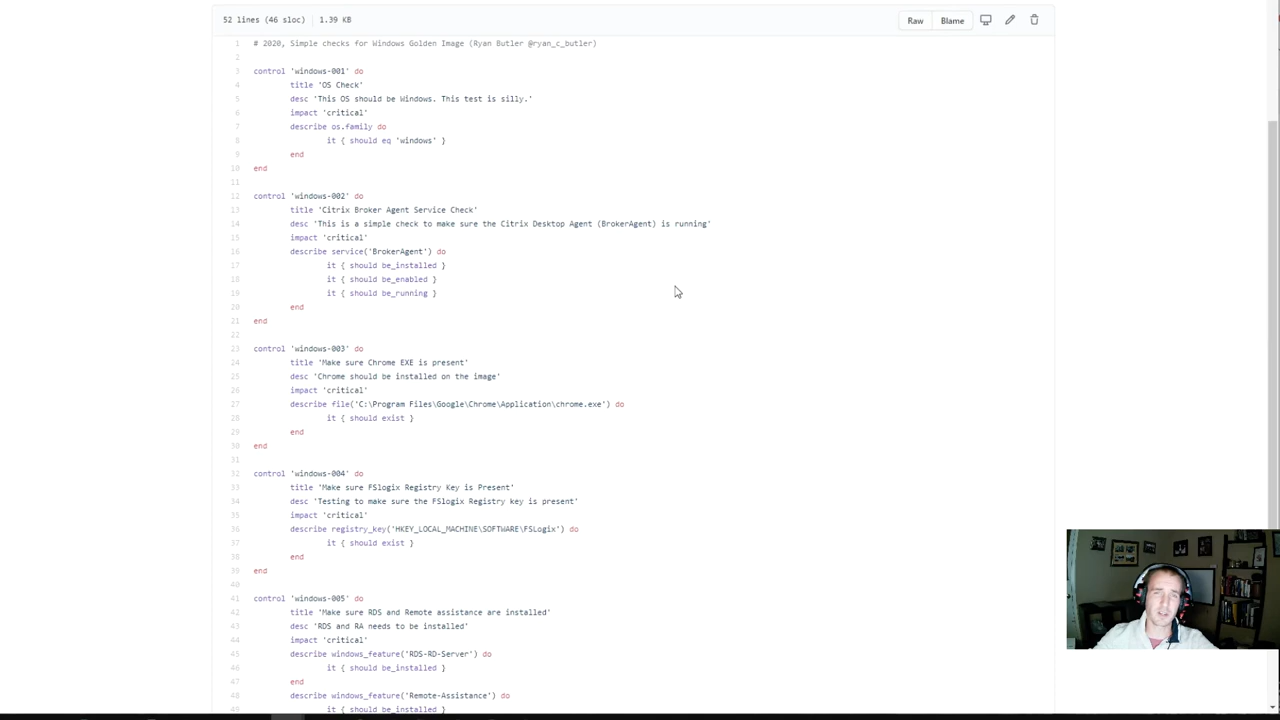 52 lines (46 sloc) 1.39 KB Raw Blame
1 # 2020, Simple checks for Windows Golden Image (Ryan Butler @ryan_c_butler)
2
3 control 'windows-001' do
4 title 'OS Check'
5 desc 'This OS should be Windows. This test is silly.'
6 impact 'critical'
7 describe os.family do
8 it { should eq 'windows' }
9 end
10 end
11
12 control 'windows-002' do
13 title 'Citrix Broker Agent Service Check'
14 desc 'This is a simple check to make sure the Citrix Desktop Agent (BrokerAgent) is running'
15 impact 'critical'
16 describe service('BrokerAgent') do
17 it { should be_installed }
18 it { should be_enabled }
19 it { should be_running }
20 end
21 end
22
23 control 'windows-003' do
24 title 'Make sure Chrome EXE is present'
25 desc 'Chrome should be installed on the image'
26 impact 'critical'
27 describe file('C:\Program Files\Google\Chrome\Application\chrome.exe') do
28 it { should exist }
29 end
30 end
31
32 control 'windows-004' do
33 title 'Make sure FSlogix Registry Key is Present'
34 desc 'Testing to make sure the FSlogix Registry key is present'
35 impact 'critical'
36 describe registry_key('HKEY_LOCAL_MACHINE\SOFTWARE\FSLogix') do
37 it { should exist }
38 end
39 end
40
41 control 'windows-005' do
42 title 'Make sure RDS and Remote assistance are installed'
43 desc 'RDS and RA needs to be installed'
44 impact 'critical'
45 describe windows_feature('RDS-RD-Server') do
46 it { should be_installed }
47 end
48 describe windows_feature('Remote-Assistance') do
49 it { should be_installed }